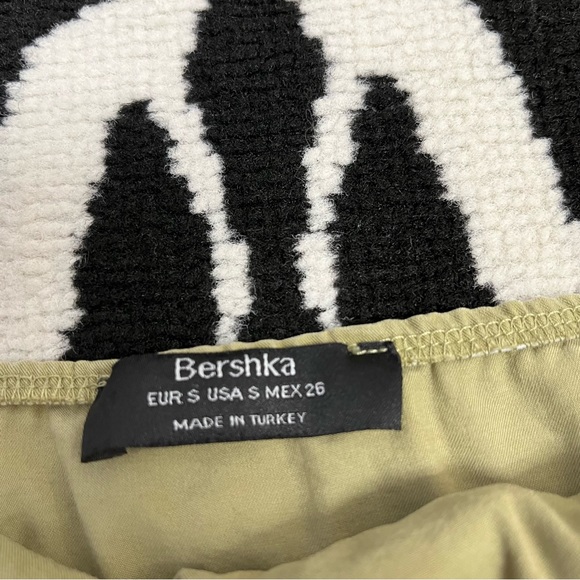 Bershka
EUR S USA S MEX 26
MADE IN TURKEY